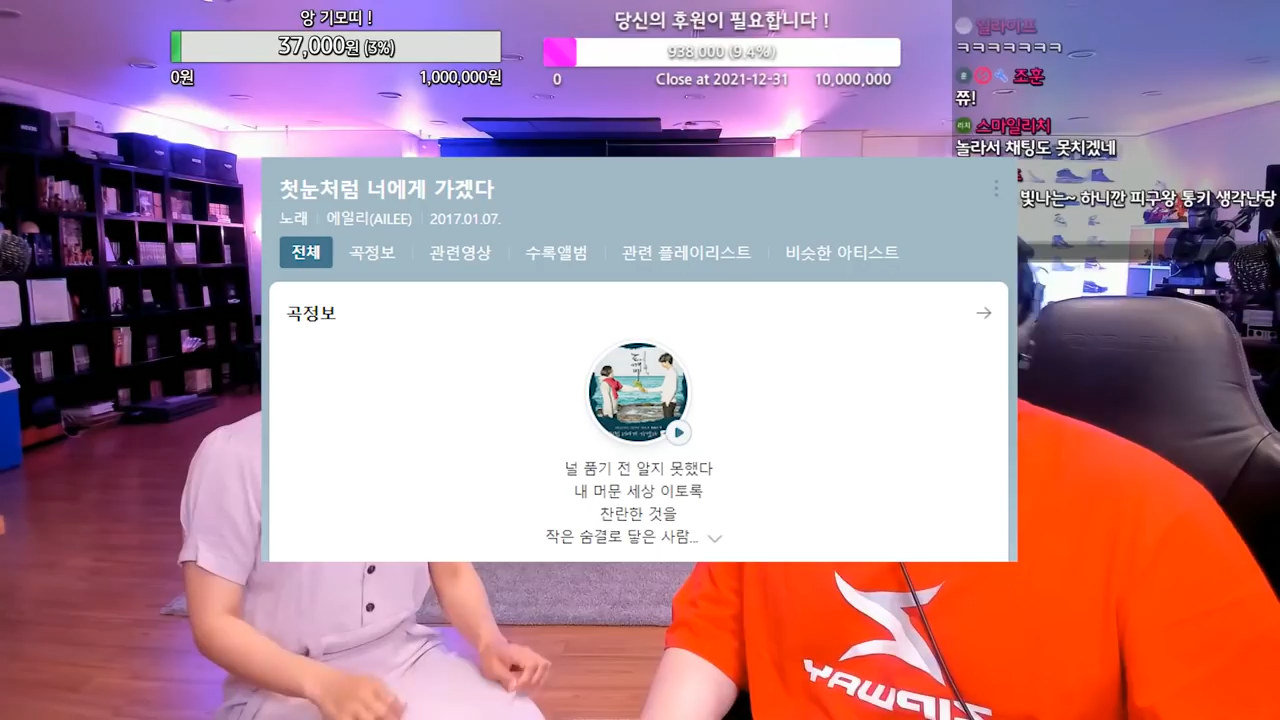 앙 기모띠 !
37,000원 (3%)
0원 1,000,000원
당신의 후원이 필요합니다 !
938,000 (9.4%)
0 Close at 2021-12-31 10,000,000
윌라이프
ㅋㅋㅋㅋㅋㅋㅋ
조훈
쮸!
리치 스마일리치
놀라서 채팅도 못치겠네
빛나는~ 하니깐 피구왕 통키 생각난당
첫눈처럼 너에게 가겠다
노래 에일리(AILEE) 2017.01.07.
전체 곡정보 관련영상 수록앨범 관련 플레이리스트 비슷한 아티스트
곡정보
널 품기 전 알지 못했다
내 머문 세상 이토록
찬란한 것을
작은 숨결로 닿은 사람...